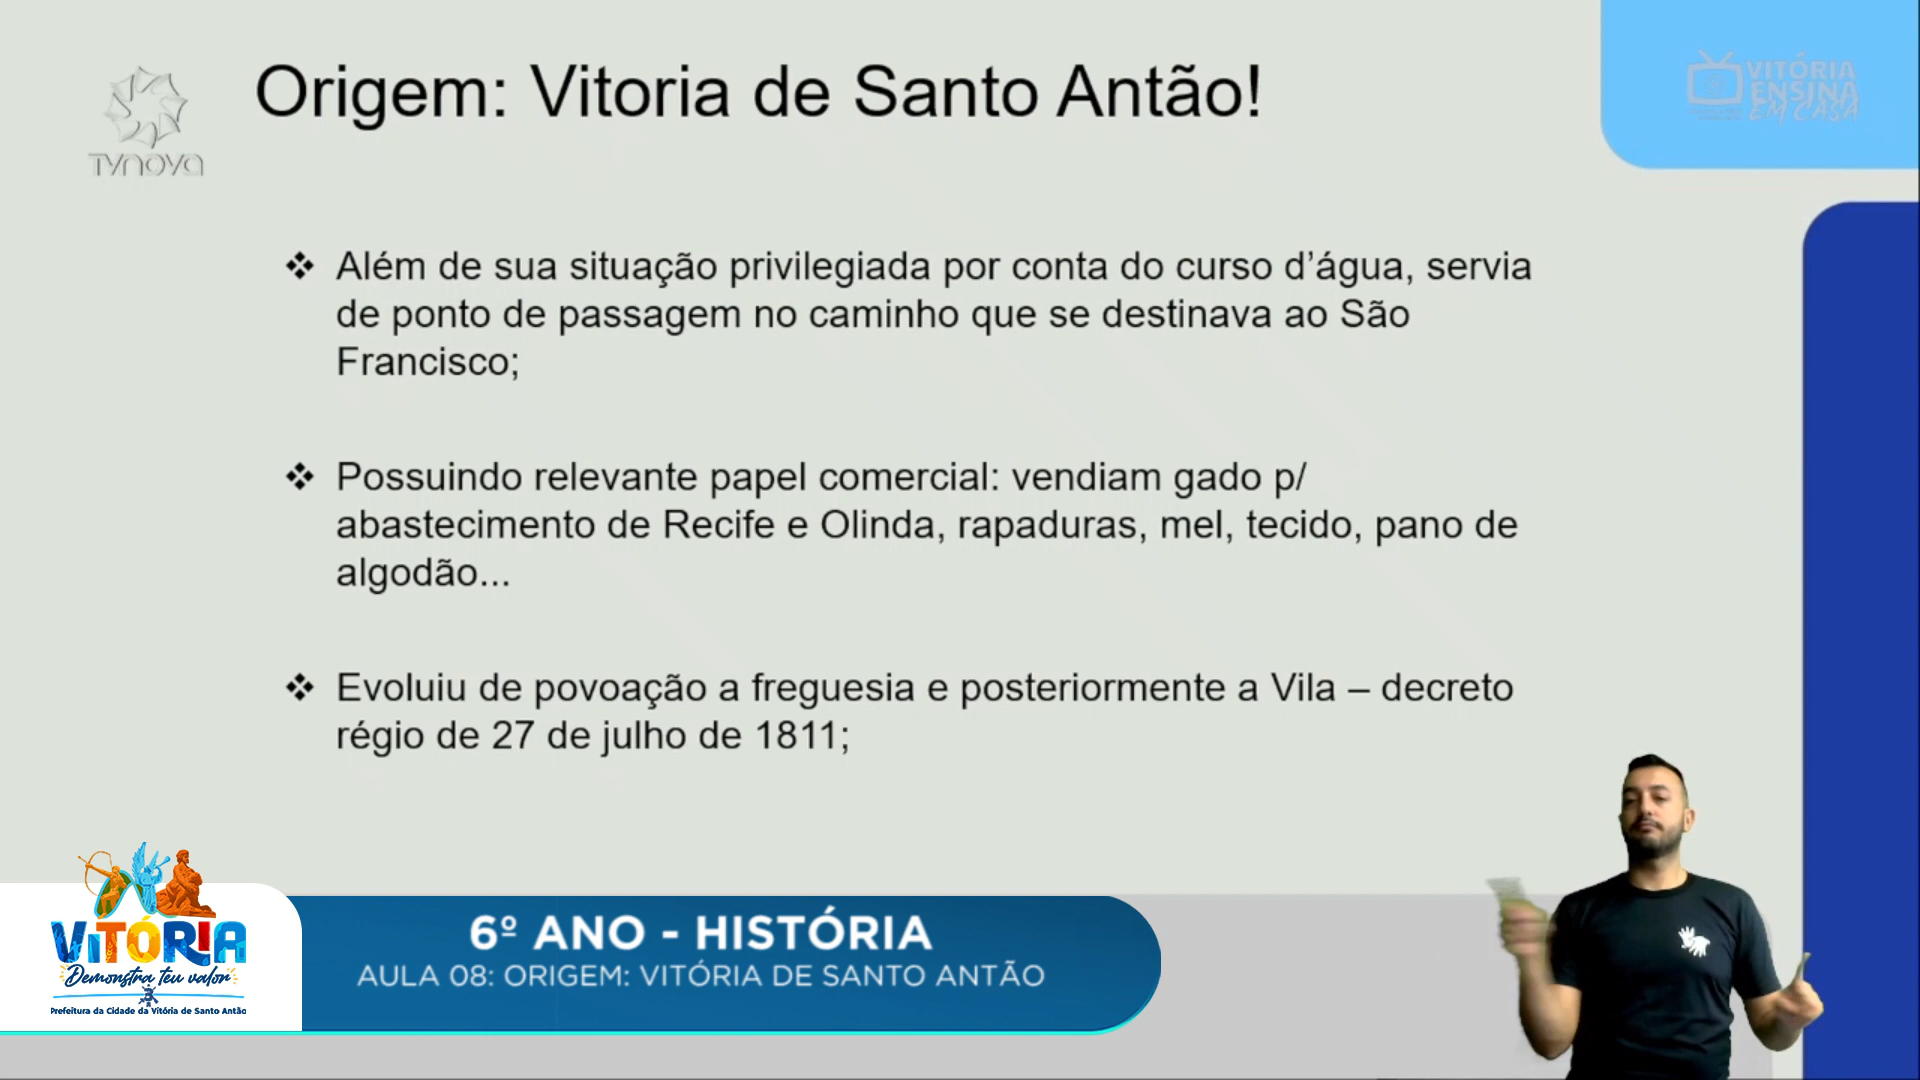 Origem: Vitoria de Santo Antão!
TVNOVA
VITÓRIA
ENSINA
EM CASA
❖ Além de sua situação privilegiada por conta do curso d’água, servia
de ponto de passagem no caminho que se destinava ao São
Francisco;
❖ Possuindo relevante papel comercial: vendiam gado p/
abastecimento de Recife e Olinda, rapaduras, mel, tecido, pano de
algodão...
❖ Evoluiu de povoação a freguesia e posteriormente a Vila – decreto
régio de 27 de julho de 1811;
VITÓRIA
Demonstra teu valor
Prefeitura da Cidade da Vitória de Santo Antão
6º ANO - HISTÓRIA
AULA 08: ORIGEM: VITÓRIA DE SANTO ANTÃO